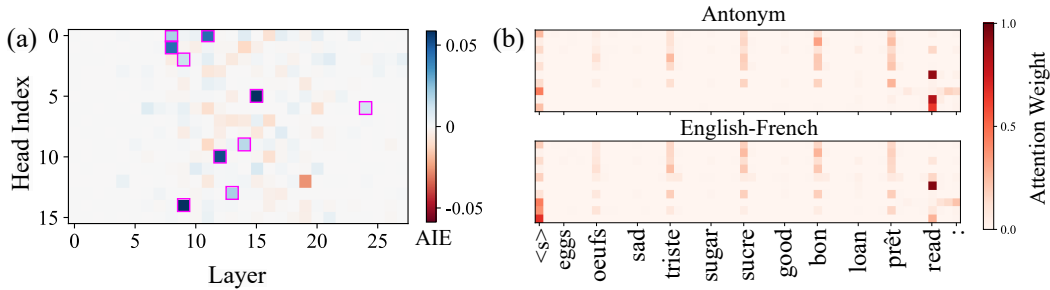 (a)
Head Index
0
5
10
15
0 5 10 15 20 25
Layer
0.05
0
-0.05
AIE
(b)
Antonym
English-French
<s> eggs oeufs sad triste sugar sucre good bon loan prêt read ::
1.0
0.5
0.0
Attention Weight